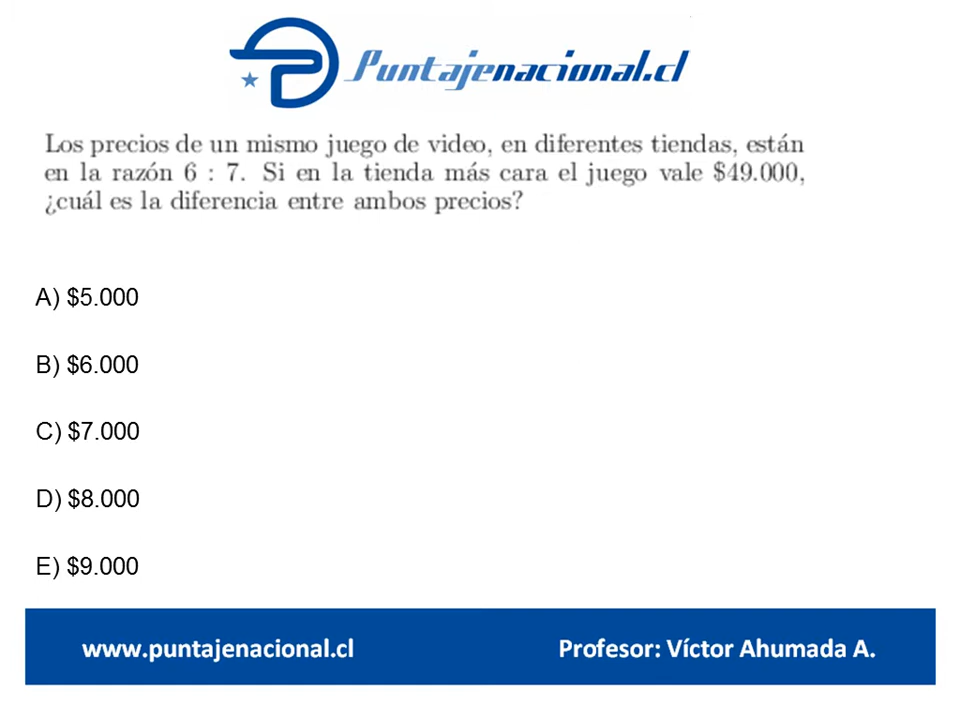 Puntajenacional.cl
Los precios de un mismo juego de video, en diferentes tiendas, están
en la razón 6 : 7. Si en la tienda más cara el juego vale $49.000,
¿cuál es la diferencia entre ambos precios?
A) $5.000
B) $6.000
C) $7.000
D) $8.000
E) $9.000
www.puntajenacional.cl Profesor: Víctor Ahumada A.